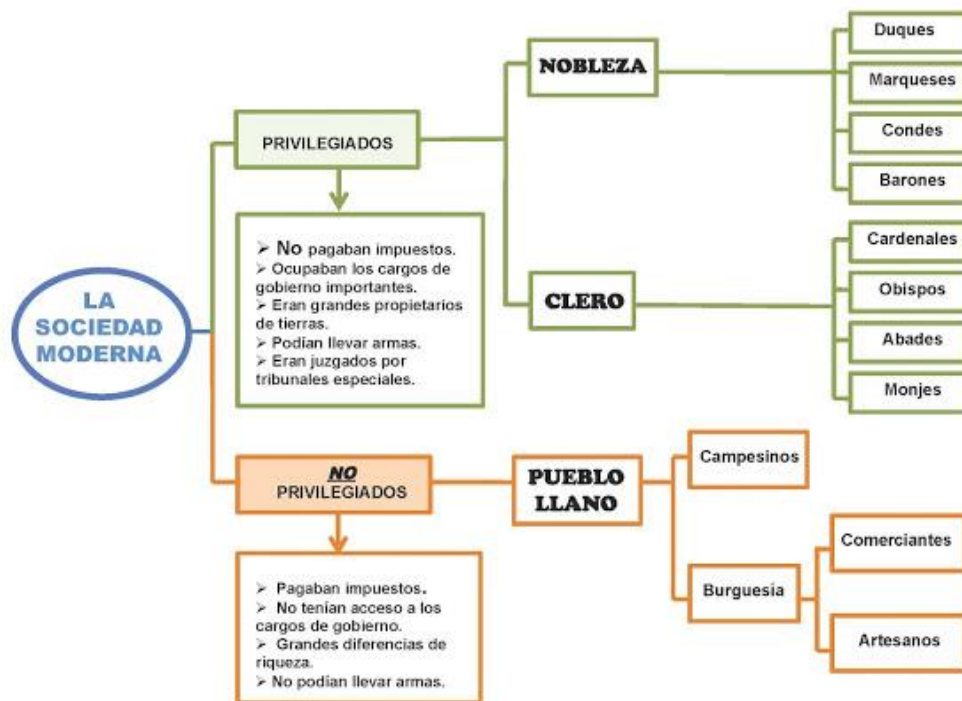 LA
SOCIEDAD
MODERNA
PRIVILEGIADOS
➢ No pagaban impuestos.
➢ Ocupaban los cargos de
gobierno importantes.
➢ Eran grandes propietarios
de tierras.
➢ Podían llevar armas.
➢ Eran juzgados por
tribunales especiales.
NOBLEZA
Duques
Marqueses
Condes
Barones
CLERO
Cardenales
Obispos
Abades
Monjes
NO
PRIVILEGIADOS
➢ Pagaban impuestos.
➢ No tenían acceso a los
cargos de gobierno.
➢ Grandes diferencias de
riqueza.
➢ No podían llevar armas.
PUEBLO
LLANO
Campesinos
Burguesía
Comerciantes
Artesanos